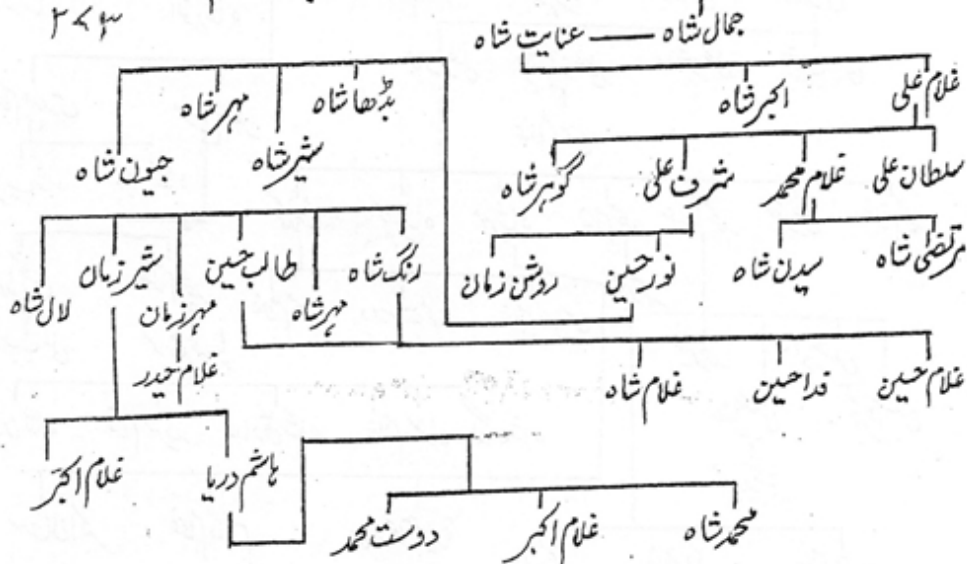 ۲۷۳
جمال شاہ — عنایت شاہ
غلام علی اکبر شاہ
بڈھا شاہ مہر شاہ
سلطان علی غلام محمد شرف علی گوہر شاہ
شیر شاہ جیون شاہ
مرتضیٰ شاہ سیدن شاہ نور حسین روشن زمان
رنگ شاہ طالب حسین شیر زمان
مہر شاہ مہر زمان لال شاہ
غلام حسین فدا حسین غلام شاہ
غلام حیدر
ہاشم دریا غلام اکبر
محمد شاہ غلام اکبر دوست محمد